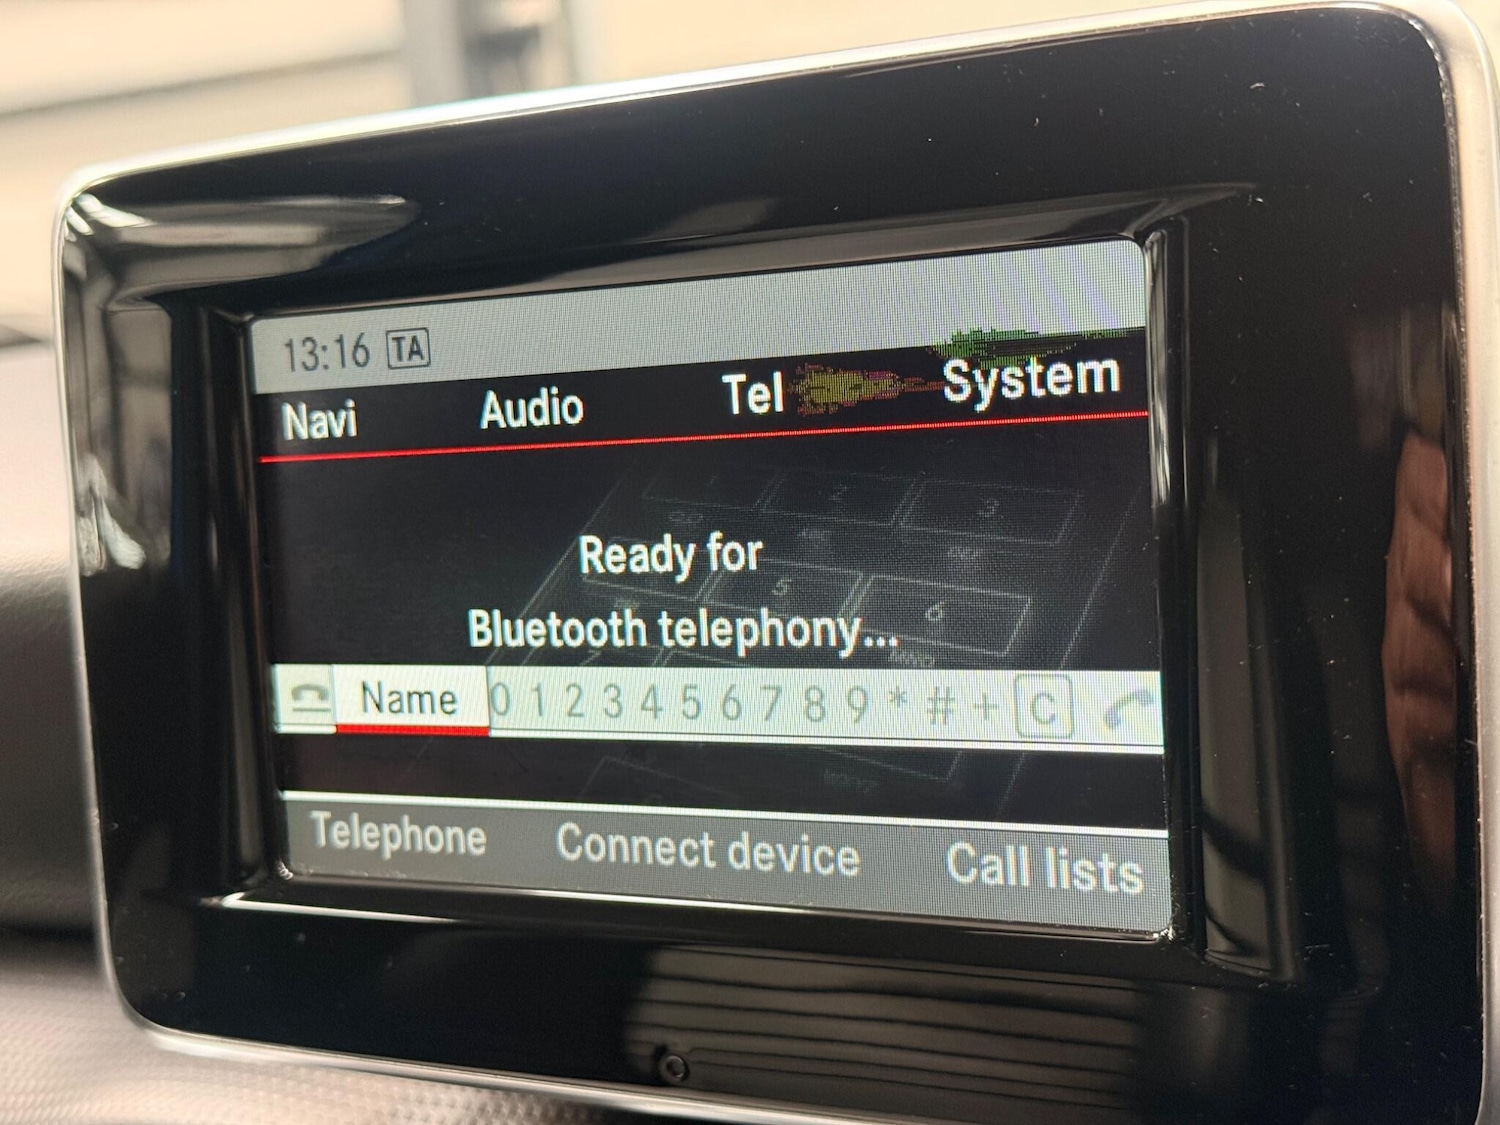 13:16 TA
Navi Audio Tel System
Ready for
Bluetooth telephony...
Name 0 1 2 3 4 5 6 7 8 9 * # + C
Telephone Connect device Call lists